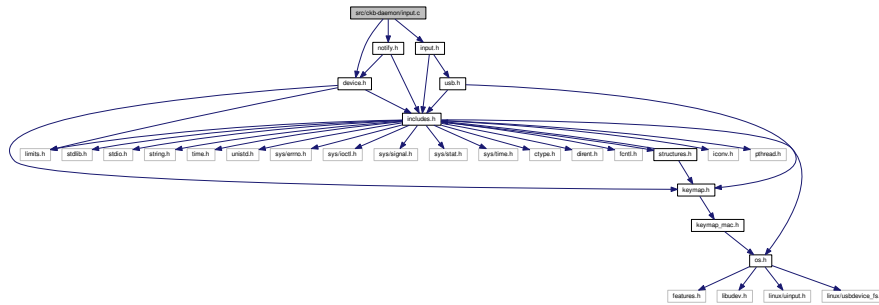 src/ckb-daemon/input.c
notify.h
input.h
device.h
usb.h
includes.h
limits.h
stdlib.h
stdio.h
string.h
time.h
unistd.h
sys/errno.h
sys/ioctl.h
sys/signal.h
sys/stat.h
sys/time.h
ctype.h
dirent.h
fcntl.h
structures.h
iconv.h
pthread.h
keymap.h
keymap_mac.h
os.h
features.h
libudev.h
linux/uinput.h
linux/usbdevice_fs.